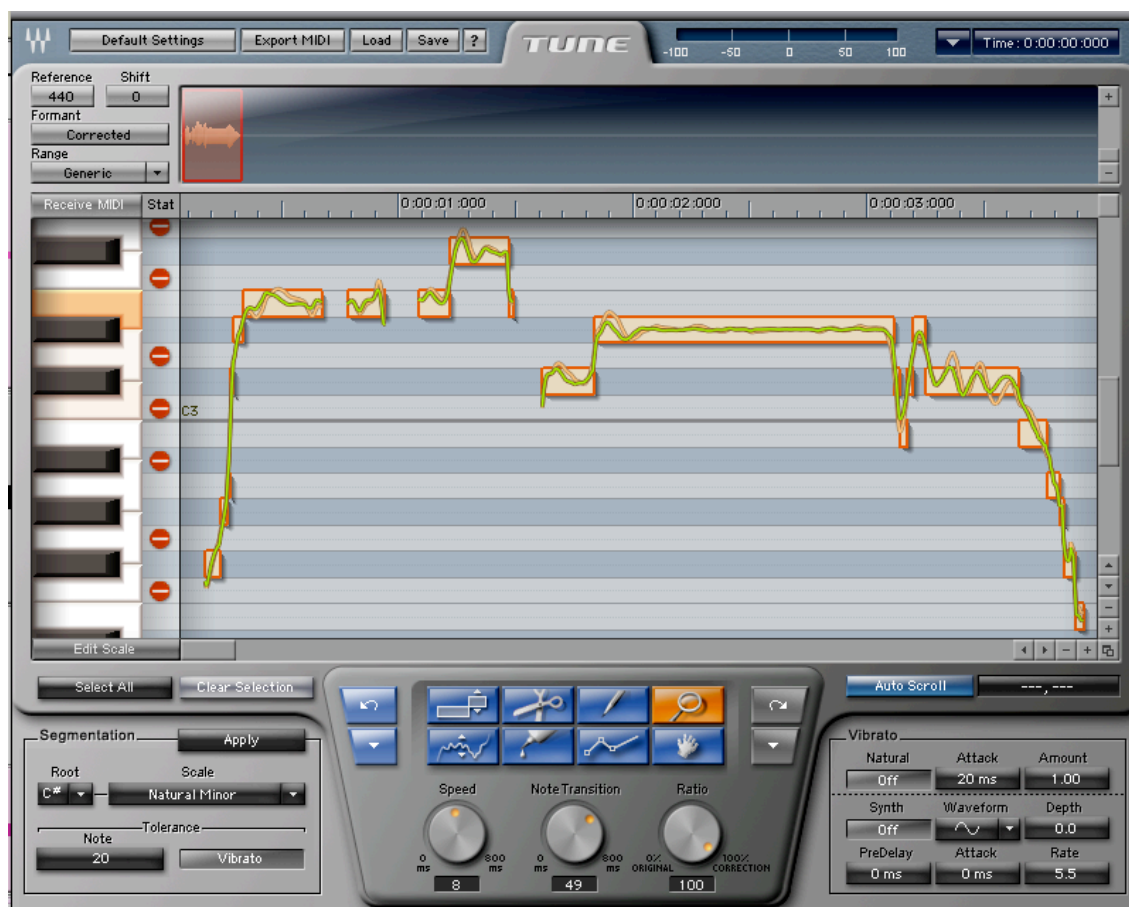 Default Settings Export MIDI Load Save ? TUNE -100 -50 0 50 100 Time: 0:00:00:000
Reference Shift
440 0
Formant
Corrected
Range
Generic
Receive MIDI Stat 0:00:01:000 0:00:02:000 0:00:03:000
C3
Edit Scale
Select All Clear Selection Auto Scroll ---,---
Segmentation Apply
Root Scale
C# Natural Minor
Tolerance
Note
20 Vibrato
Speed Note Transition Ratio
0 ms 800 ms 0 ms 800 ms 0% ORIGINAL 100% CORRECTION
8 49 100
Vibrato
Natural Attack Amount
Off 20 ms 1.00
Synth Waveform Depth
Off 0.0
PreDelay Attack Rate
0 ms 0 ms 5.5